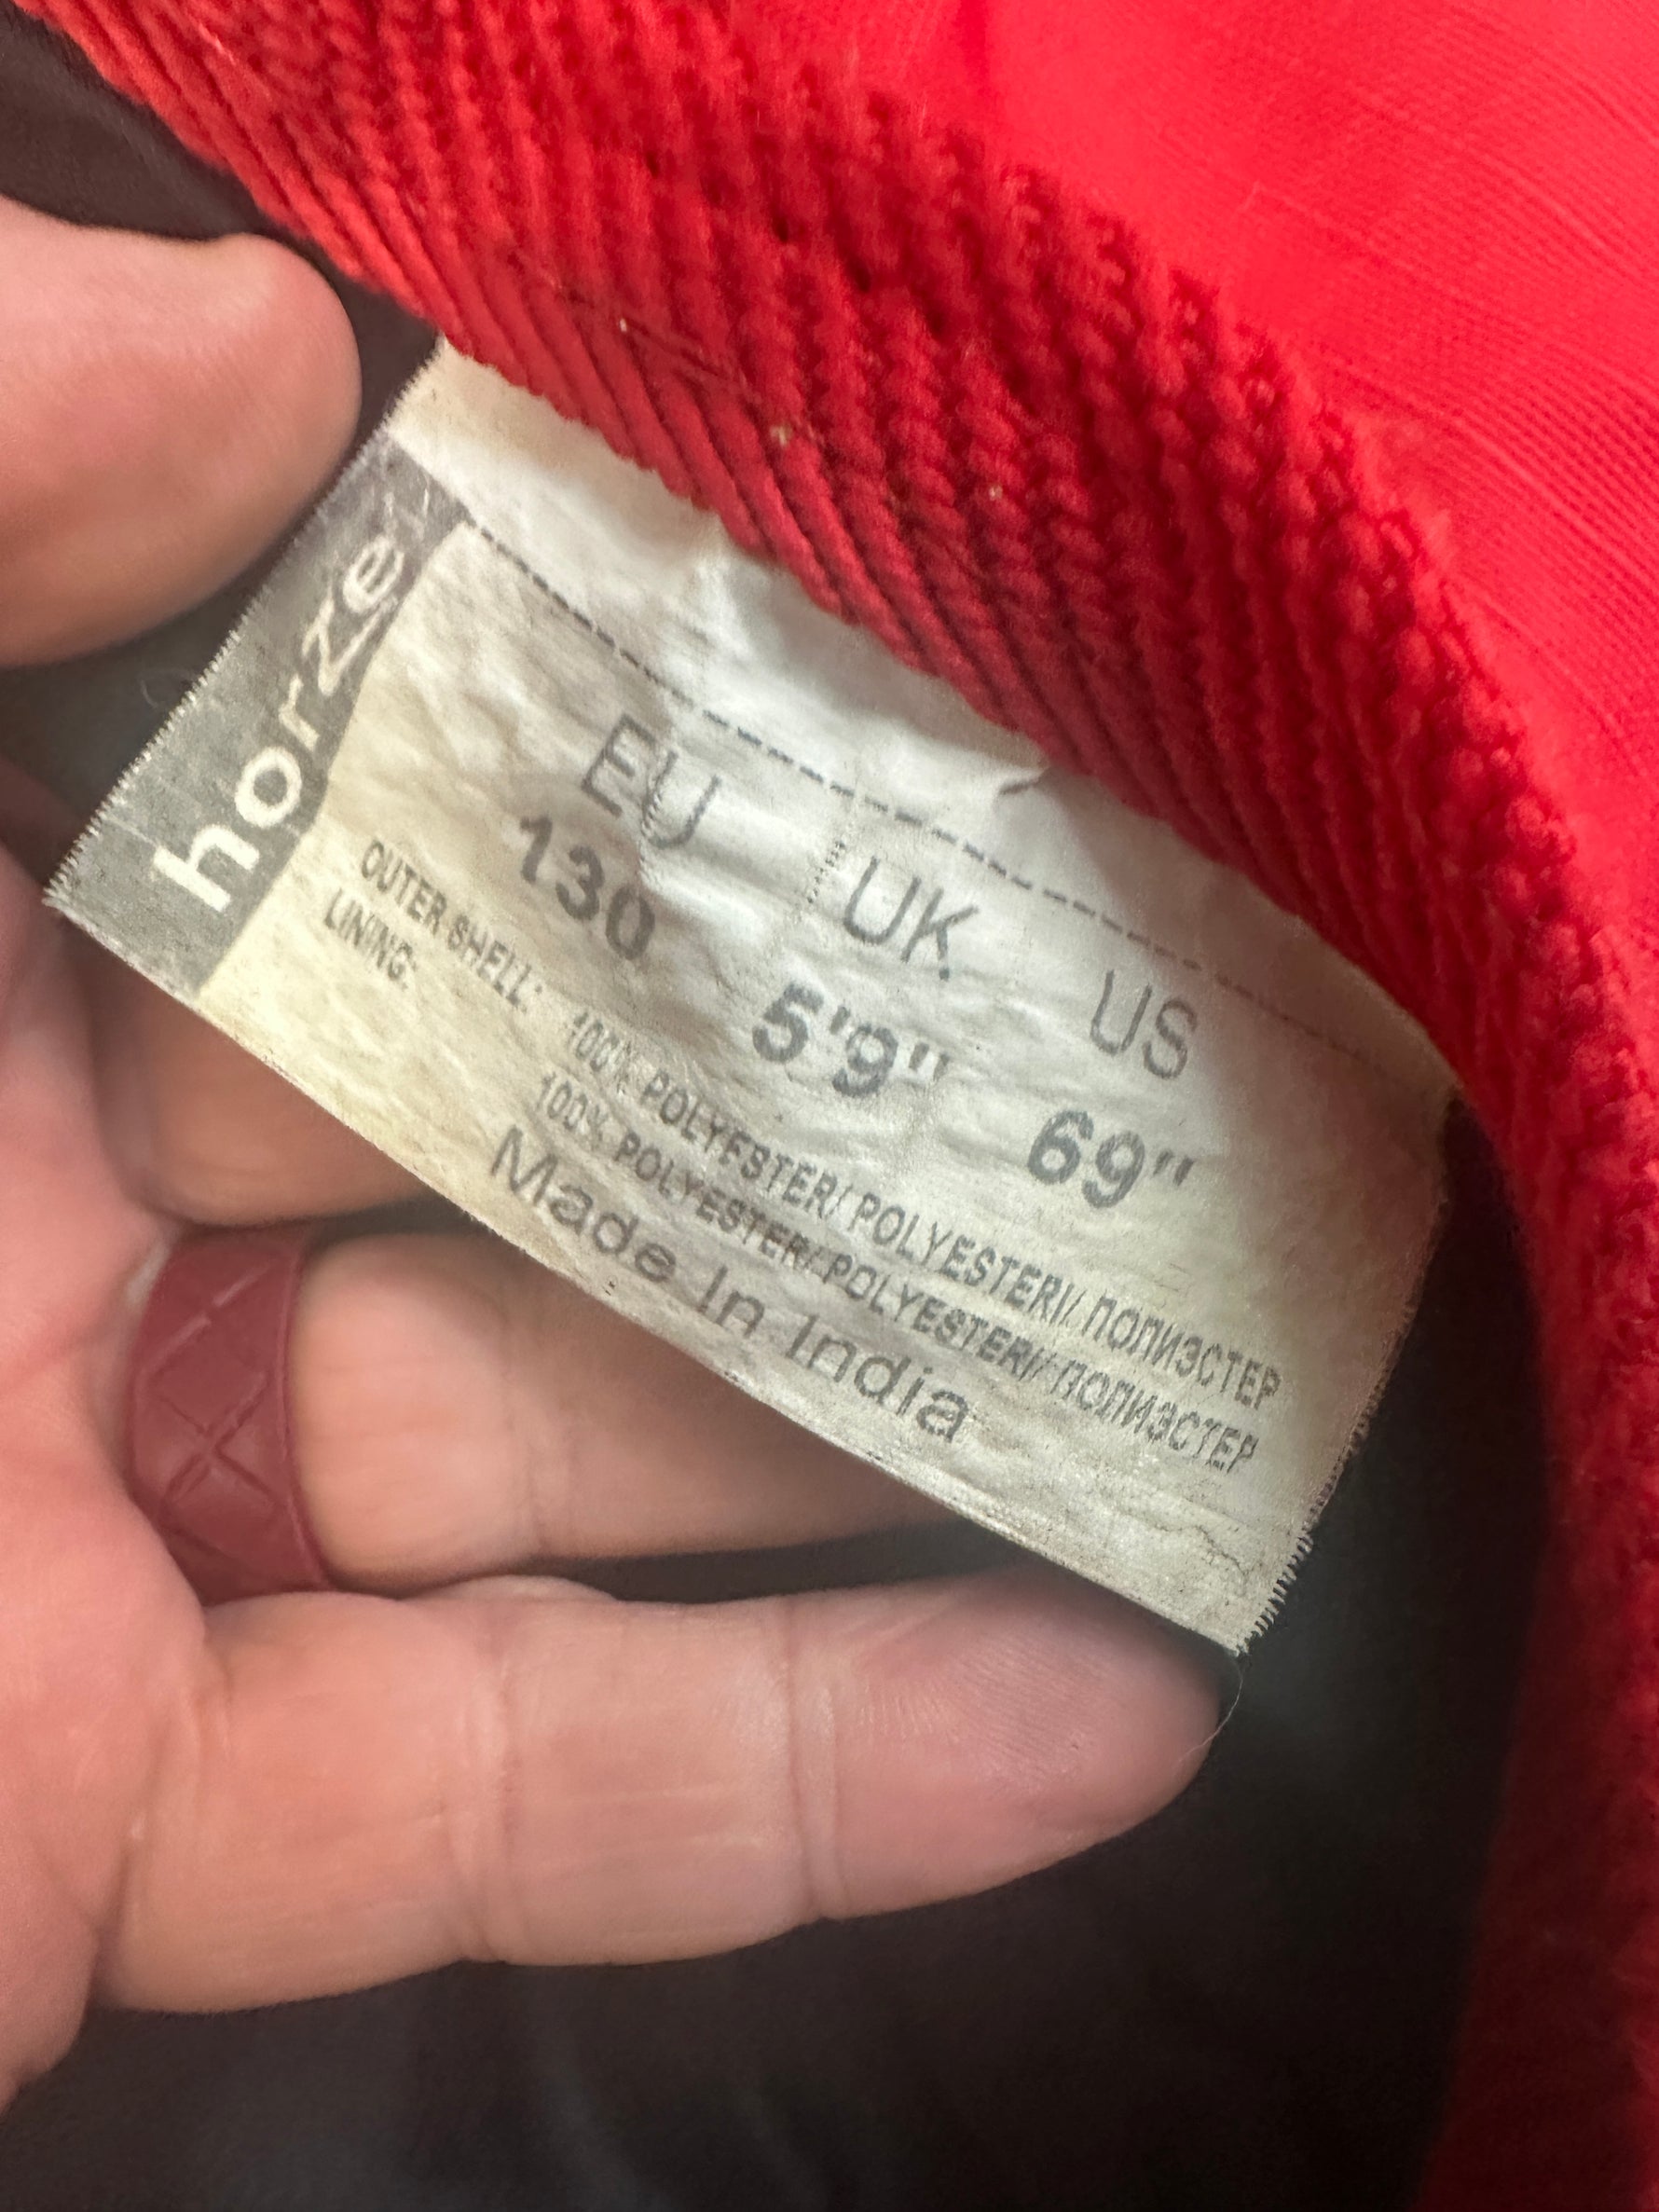 horze
EU UK US
130 5'9" 69"
OUTER SHELL: 100% POLYESTER/ POLYESTERI/ ПОЛИЭСТЕР
LINING: 100% POLYESTER/ POLYESTERI/ ПОЛИЭСТЕР
Made In India